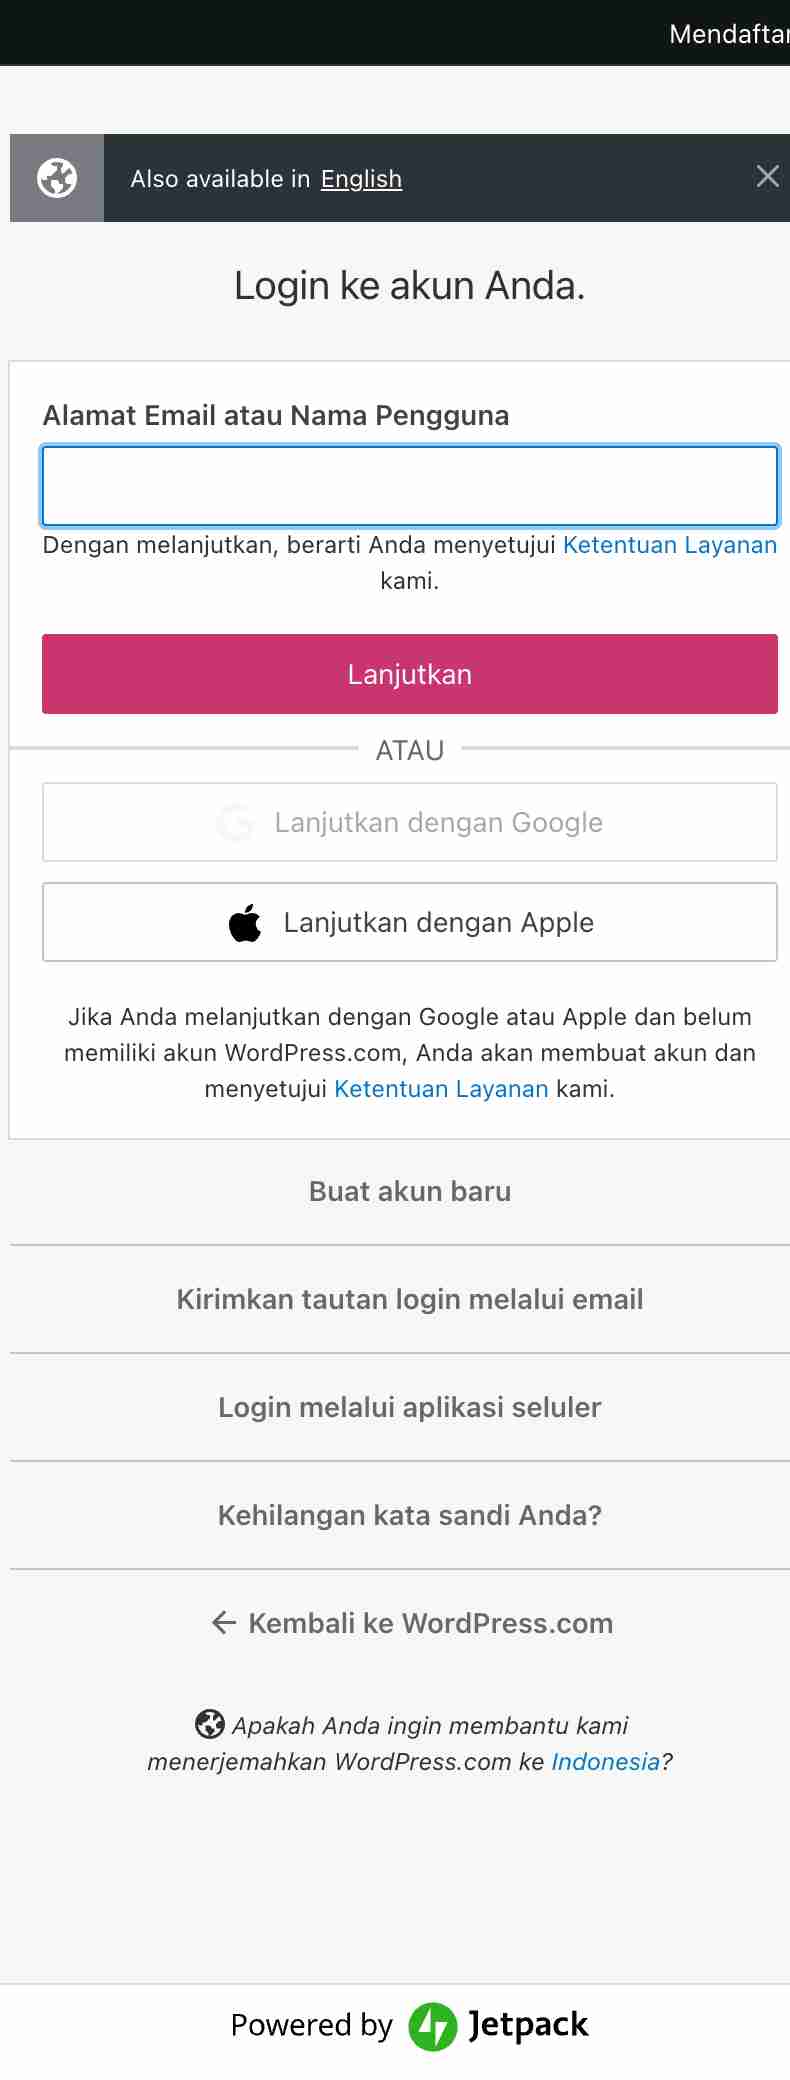 Mendaftar
Also available in English
Login ke akun Anda.
Alamat Email atau Nama Pengguna
Dengan melanjutkan, berarti Anda menyetujui Ketentuan Layanan
kami.
Lanjutkan
ATAU
Lanjutkan dengan Google
Lanjutkan dengan Apple
Jika Anda melanjutkan dengan Google atau Apple dan belum
memiliki akun WordPress.com, Anda akan membuat akun dan
menyetujui Ketentuan Layanan kami.
Buat akun baru
Kirimkan tautan login melalui email
Login melalui aplikasi seluler
Kehilangan kata sandi Anda?
← Kembali ke WordPress.com
Apakah Anda ingin membantu kami
menerjemahkan WordPress.com ke Indonesia?
Powered by Jetpack